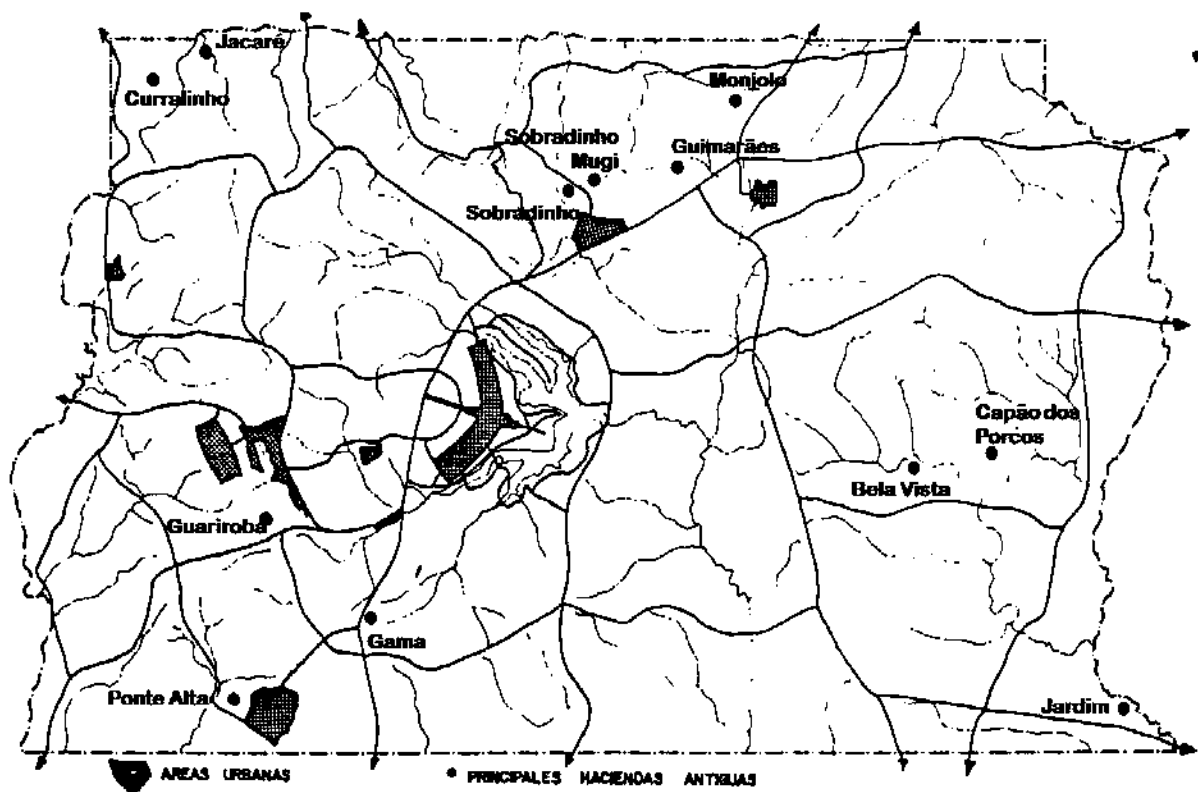 Jacaré
Curralinho
Monjolo
Sobradinho
Mugi
Guimarães
Sobradinho
Capão dos
Porcos
Bela Vista
Guariroba
Gama
Ponte Alta
Jardim
AREAS URBANAS
PRINCIPALES HACIENDAS ANTIGUAS